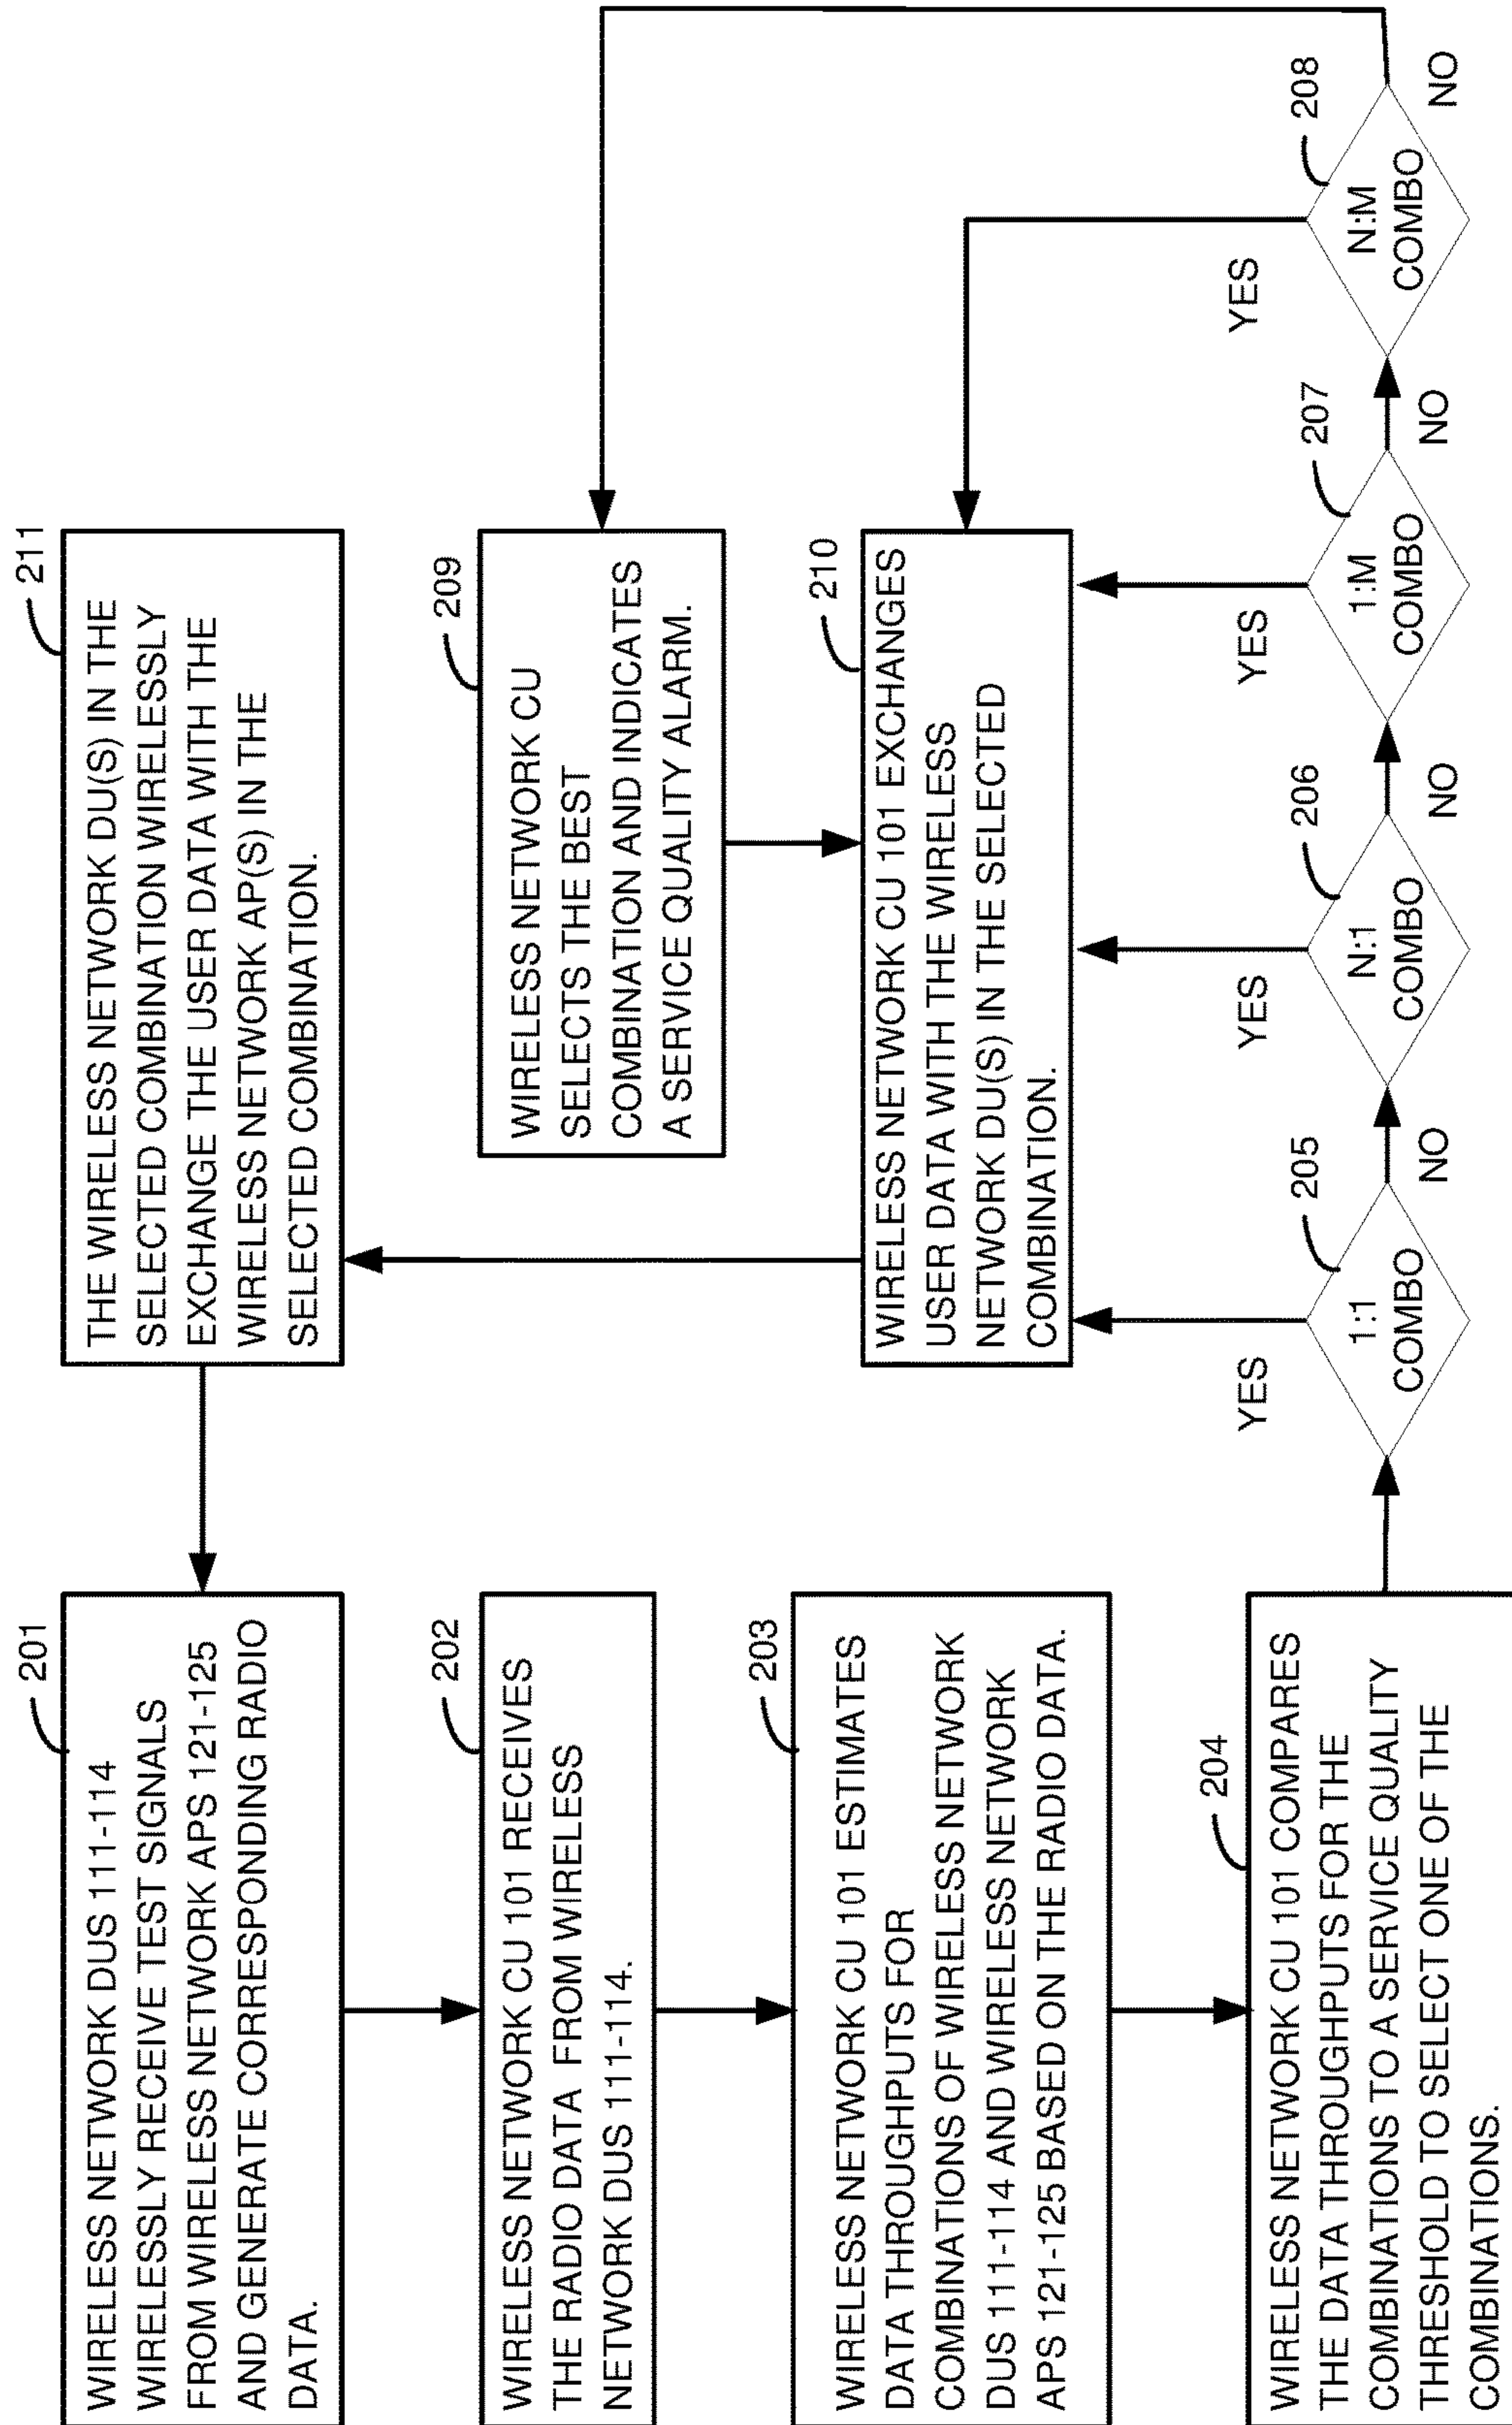 201
WIRELESS NETWORK DUS 111-114
WIRELESSLY RECEIVE TEST SIGNALS
FROM WIRELESS NETWORK APS 121-125
AND GENERATE CORRESPONDING RADIO
DATA.
202
WIRELESS NETWORK CU 101 RECEIVES
THE RADIO DATA FROM WIRELESS
NETWORK DUS 111-114.
203
WIRELESS NETWORK CU 101 ESTIMATES
DATA THROUGHPUTS FOR
COMBINATIONS OF WIRELESS NETWORK
DUS 111-114 AND WIRELESS NETWORK
APS 121-125 BASED ON THE RADIO DATA.
204
WIRELESS NETWORK CU 101 COMPARES
THE DATA THROUGHPUTS FOR THE
COMBINATIONS TO A SERVICE QUALITY
THRESHOLD TO SELECT ONE OF THE
COMBINATIONS.
211
THE WIRELESS NETWORK DU(S) IN THE
SELECTED COMBINATION WIRELESSLY
EXCHANGE THE USER DATA WITH THE
WIRELESS NETWORK AP(S) IN THE
SELECTED COMBINATION.
209
WIRELESS NETWORK CU
SELECTS THE BEST
COMBINATION AND INDICATES
A SERVICE QUALITY ALARM.
210
WIRELESS NETWORK CU 101 EXCHANGES
USER DATA WITH THE WIRELESS
NETWORK DU(S) IN THE SELECTED
COMBINATION.
YES
205
1:1
COMBO
NO
YES
206
N:1
COMBO
NO
YES
207
1:M
COMBO
NO
YES
208
N:M
COMBO
NO